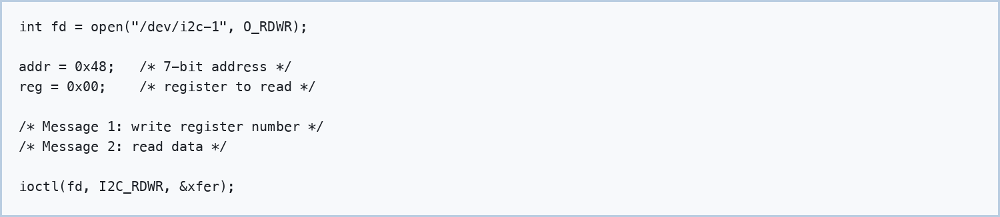 int fd = open("/dev/i2c-1", O_RDWR);
addr = 0x48;   /* 7-bit address */
reg = 0x00;    /* register to read */
/* Message 1: write register number */
/* Message 2: read data */
ioctl(fd, I2C_RDWR, &xfer);